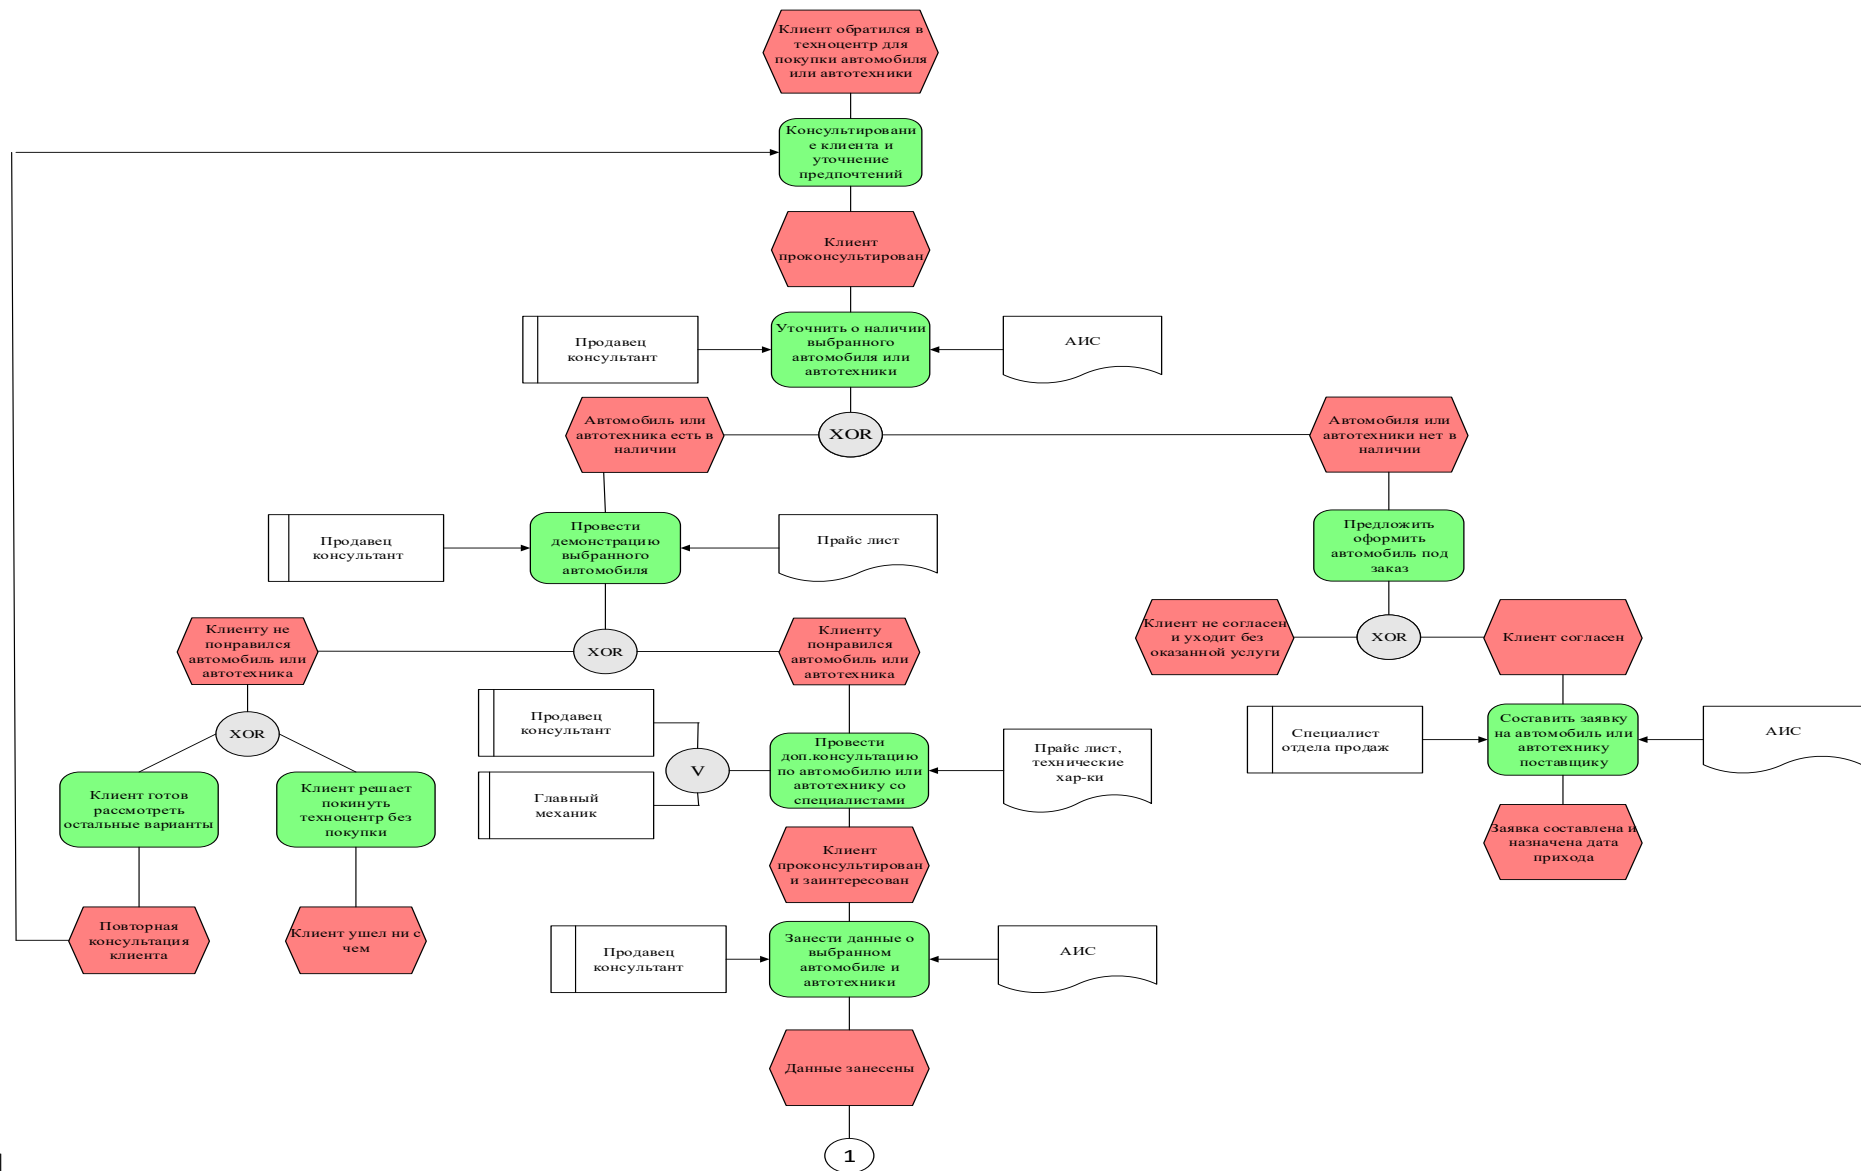 Клиент обратился в
техноцентр для
покупки автомобиля
или автотехники
Консультировани
е клиента и
уточнение
предпочтений
Клиент
проконсультирован
Продавец
консультант
Уточнить о наличии
выбранного
автомобиля или
автотехники
АИС
Автомобиль или
автотехника есть в
наличии
XOR
Автомобиля или
автотехники нет в
наличии
Продавец
консультант
Провести
демонстрацию
выбранного
автомобиля
Прайс лист
Предложить
оформить
автомобиль под
заказ
Клиенту не
понравился
автомобиль или
автотехника
XOR
Клиенту
понравился
автомобиль или
автотехника
Клиент не согласен
и уходит без
оказанной услуги
XOR
Клиент согласен
XOR
Продавец
консультант
V
Главный
механик
Провести
доп.консультацию
по автомобилю или
автотехнику со
специалистами
Прайс лист,
технические
хар-ки
Специалист
отдела продаж
Составить заявку
на автомобиль или
автотехнику
поставщику
АИС
Клиент готов
рассмотреть
остальные варианты
Клиент решает
покинуть
техноцентр без
покупки
Клиент
проконсультирован
и заинтересован
Заявка составлена и
назначена дата
прихода
Повторная
консультация
клиента
Клиент ушел ни с
чем
Продавец
консультант
Занести данные о
выбранном
автомобиле и
автотехники
АИС
Данные занесены
1